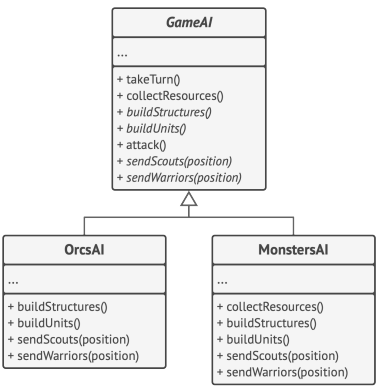 GameAI
...
+ takeTurn()
+ collectResources()
+ buildStructures()
+ buildUnits()
+ attack()
+ sendScouts(position)
+ sendWarriors(position)
OrcsAI
...
+ buildStructures()
+ buildUnits()
+ sendScouts(position)
+ sendWarriors(position)
MonstersAI
...
+ collectResources()
+ buildStructures()
+ buildUnits()
+ sendScouts(position)
+ sendWarriors(position)